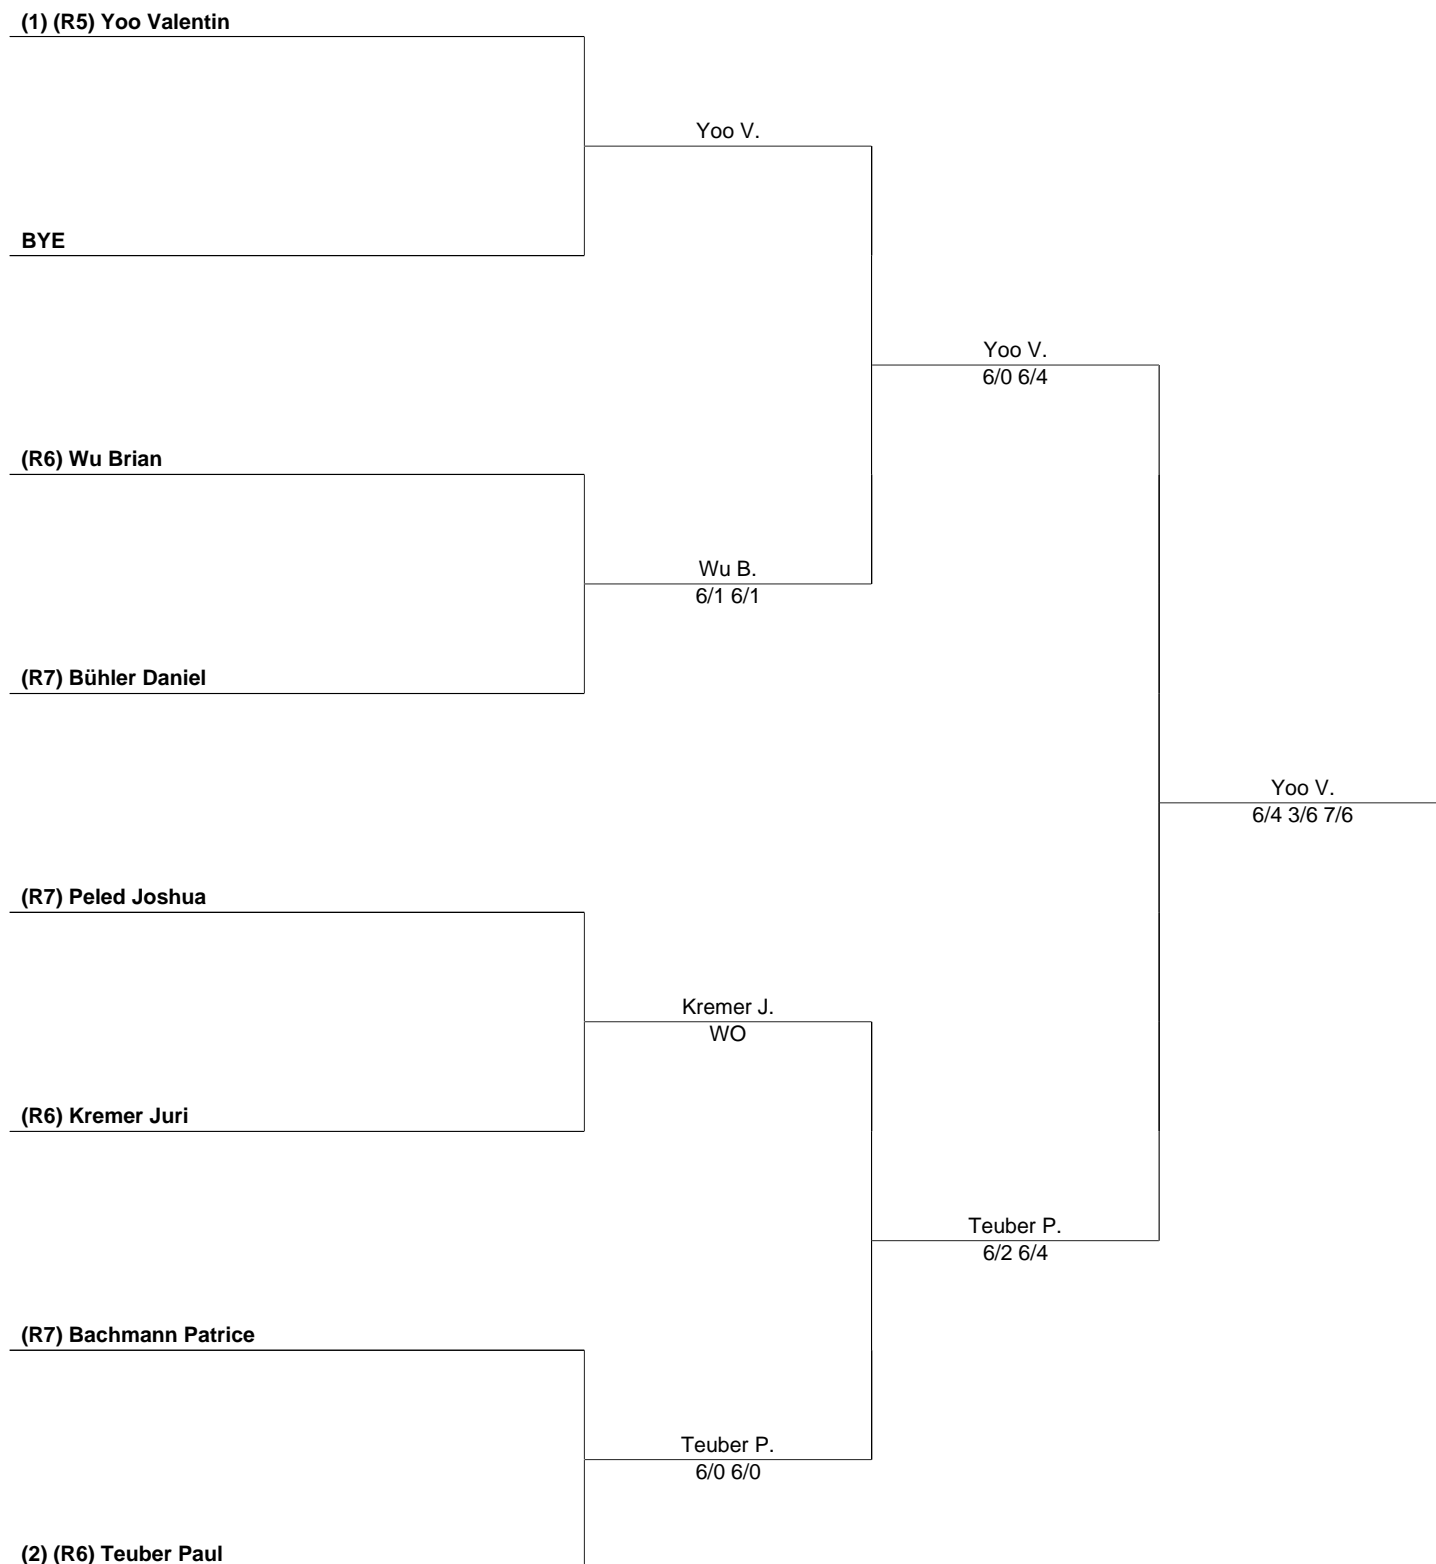 (1) (R5) Yoo Valentin
Yoo V.
BYE
Yoo V.
6/0 6/4
(R6) Wu Brian
Wu B.
6/1 6/1
(R7) Bühler Daniel
Yoo V.
6/4 3/6 7/6
(R7) Peled Joshua
Kremer J.
WO
(R6) Kremer Juri
Teuber P.
6/2 6/4
(R7) Bachmann Patrice
Teuber P.
6/0 6/0
(2) (R6) Teuber Paul